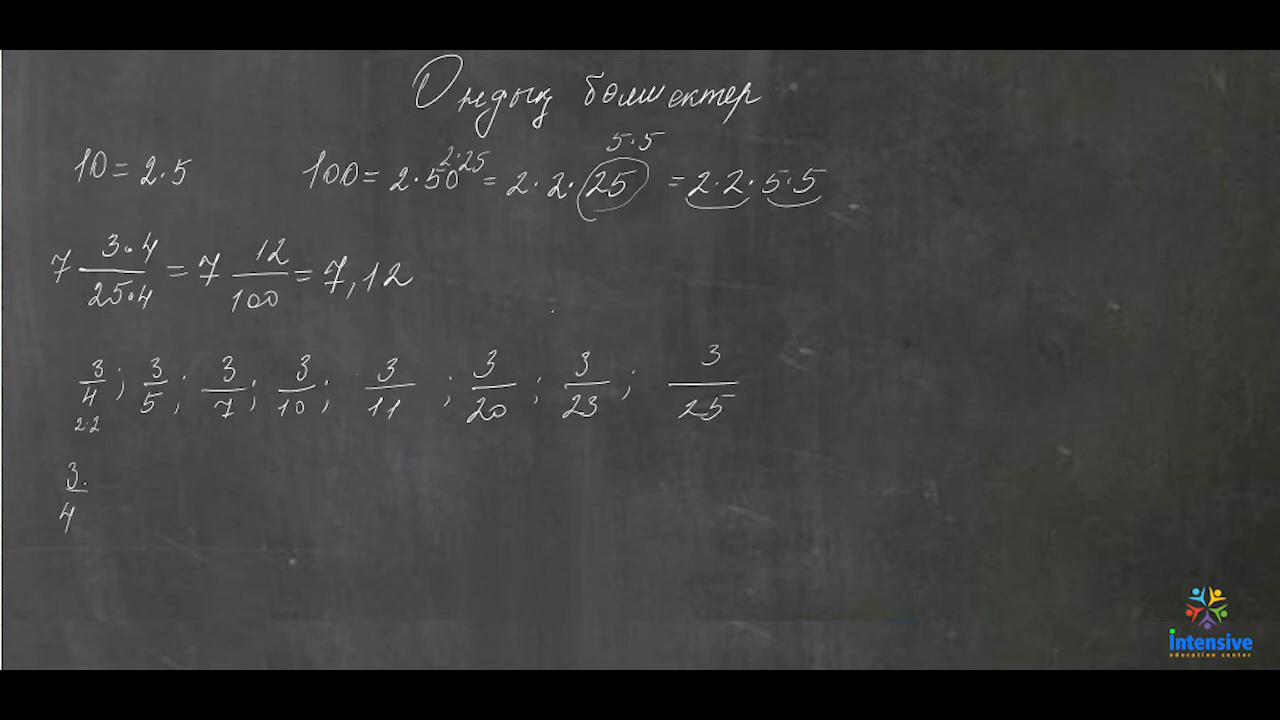 Ондық бөлшектер
10 = 2·5 100 = 2·50 2·25 = 2·2·25 5·5 = 2·2·5·5
7 3·4/25·4 = 7 12/100 = 7,12
3/4; 3/5; 3/7; 3/10; 3/11; 3/20; 3/23; 3/25
2·2
3·/4
intensive
education center